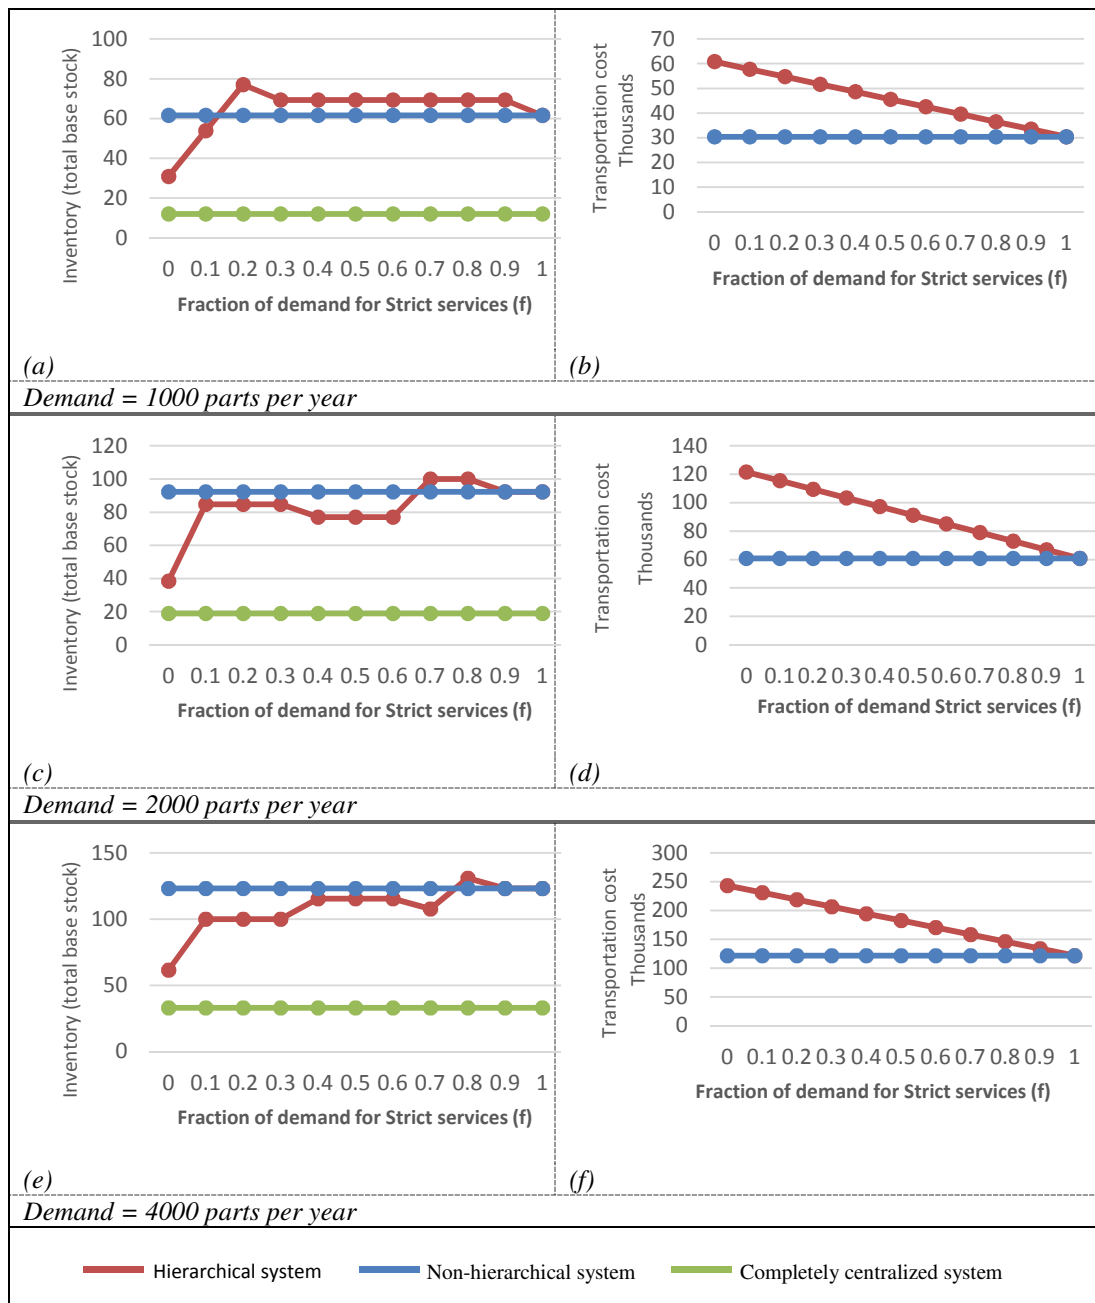 100
80
60
40
20
0
Inventory (total base stock)
0 0.1 0.2 0.3 0.4 0.5 0.6 0.7 0.8 0.9 1
Fraction of demand for Strict services (f)
(a)
70
60
50
40
30
20
10
0
Transportation cost
Thousands
0 0.1 0.2 0.3 0.4 0.5 0.6 0.7 0.8 0.9 1
Fraction of demand for Strict services (f)
(b)
Demand = 1000 parts per year
120
100
80
60
40
20
0
Inventory (total base stock)
0 0.1 0.2 0.3 0.4 0.5 0.6 0.7 0.8 0.9 1
Fraction of demand for Strict services (f)
(c)
140
120
100
80
60
40
20
0
Transportation cost
Thousands
0 0.1 0.2 0.3 0.4 0.5 0.6 0.7 0.8 0.9 1
Fraction of demand Strict services (f)
(d)
Demand = 2000 parts per year
150
100
50
0
Inventory (total base stock)
0 0.1 0.2 0.3 0.4 0.5 0.6 0.7 0.8 0.9 1
Fraction of demand for Strict services (f)
(e)
300
250
200
150
100
50
0
Transportation cost
Thousands
0 0.1 0.2 0.3 0.4 0.5 0.6 0.7 0.8 0.9 1
Fraction of demand for Strict services (f)
(f)
Demand = 4000 parts per year
Hierarchical system Non-hierarchical system Completely centralized system